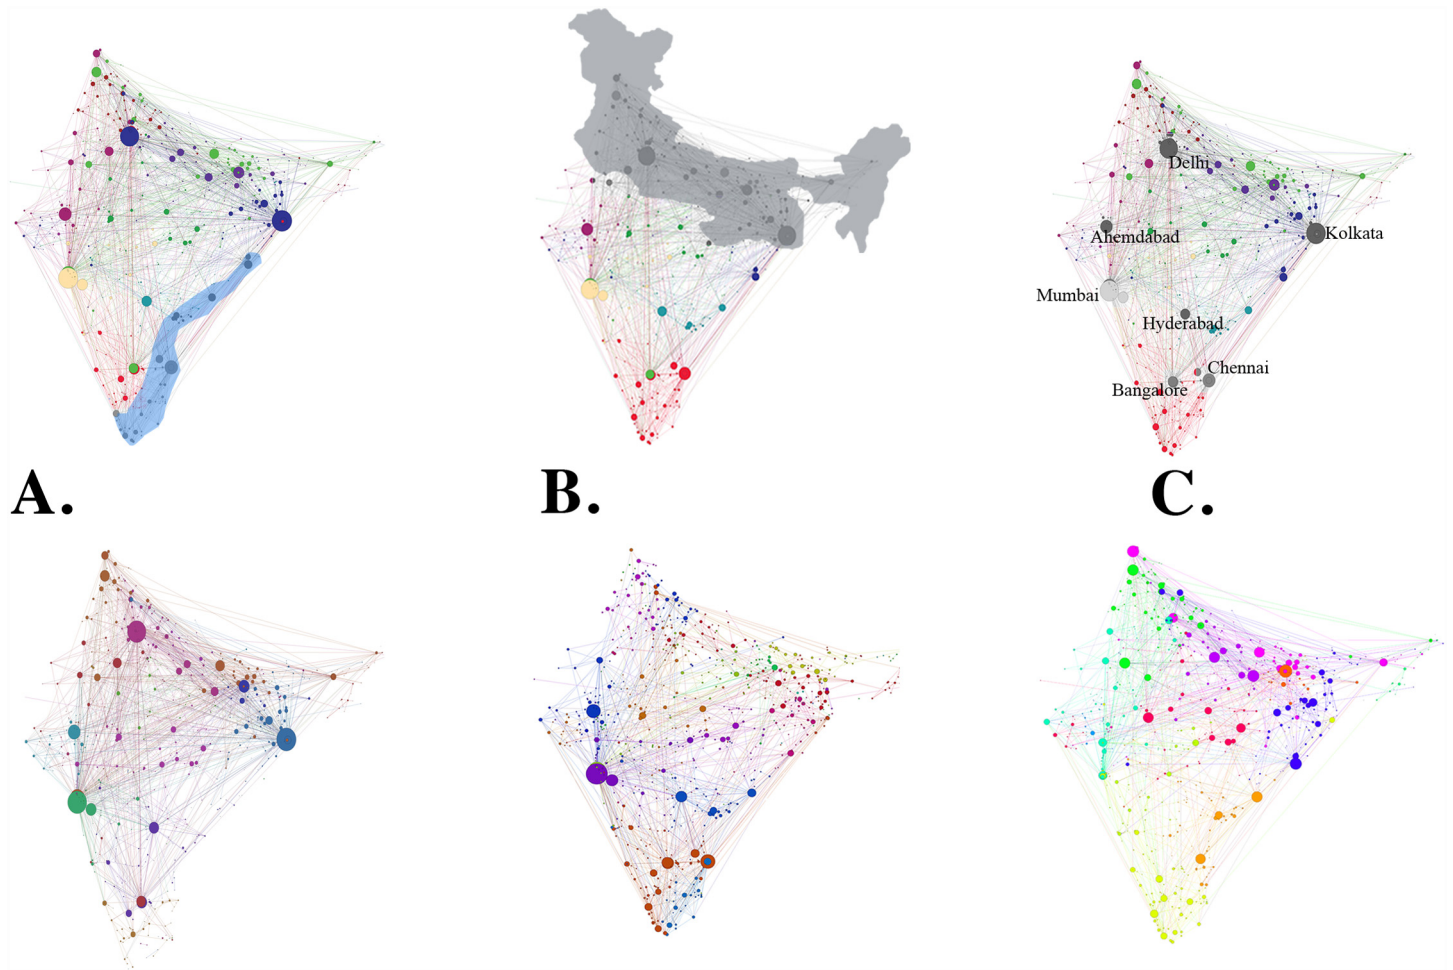 Delhi
Ahemdabad
Kolkata
Mumbai
Hyderabad
Chennai
Bangalore
A.
B.
C.